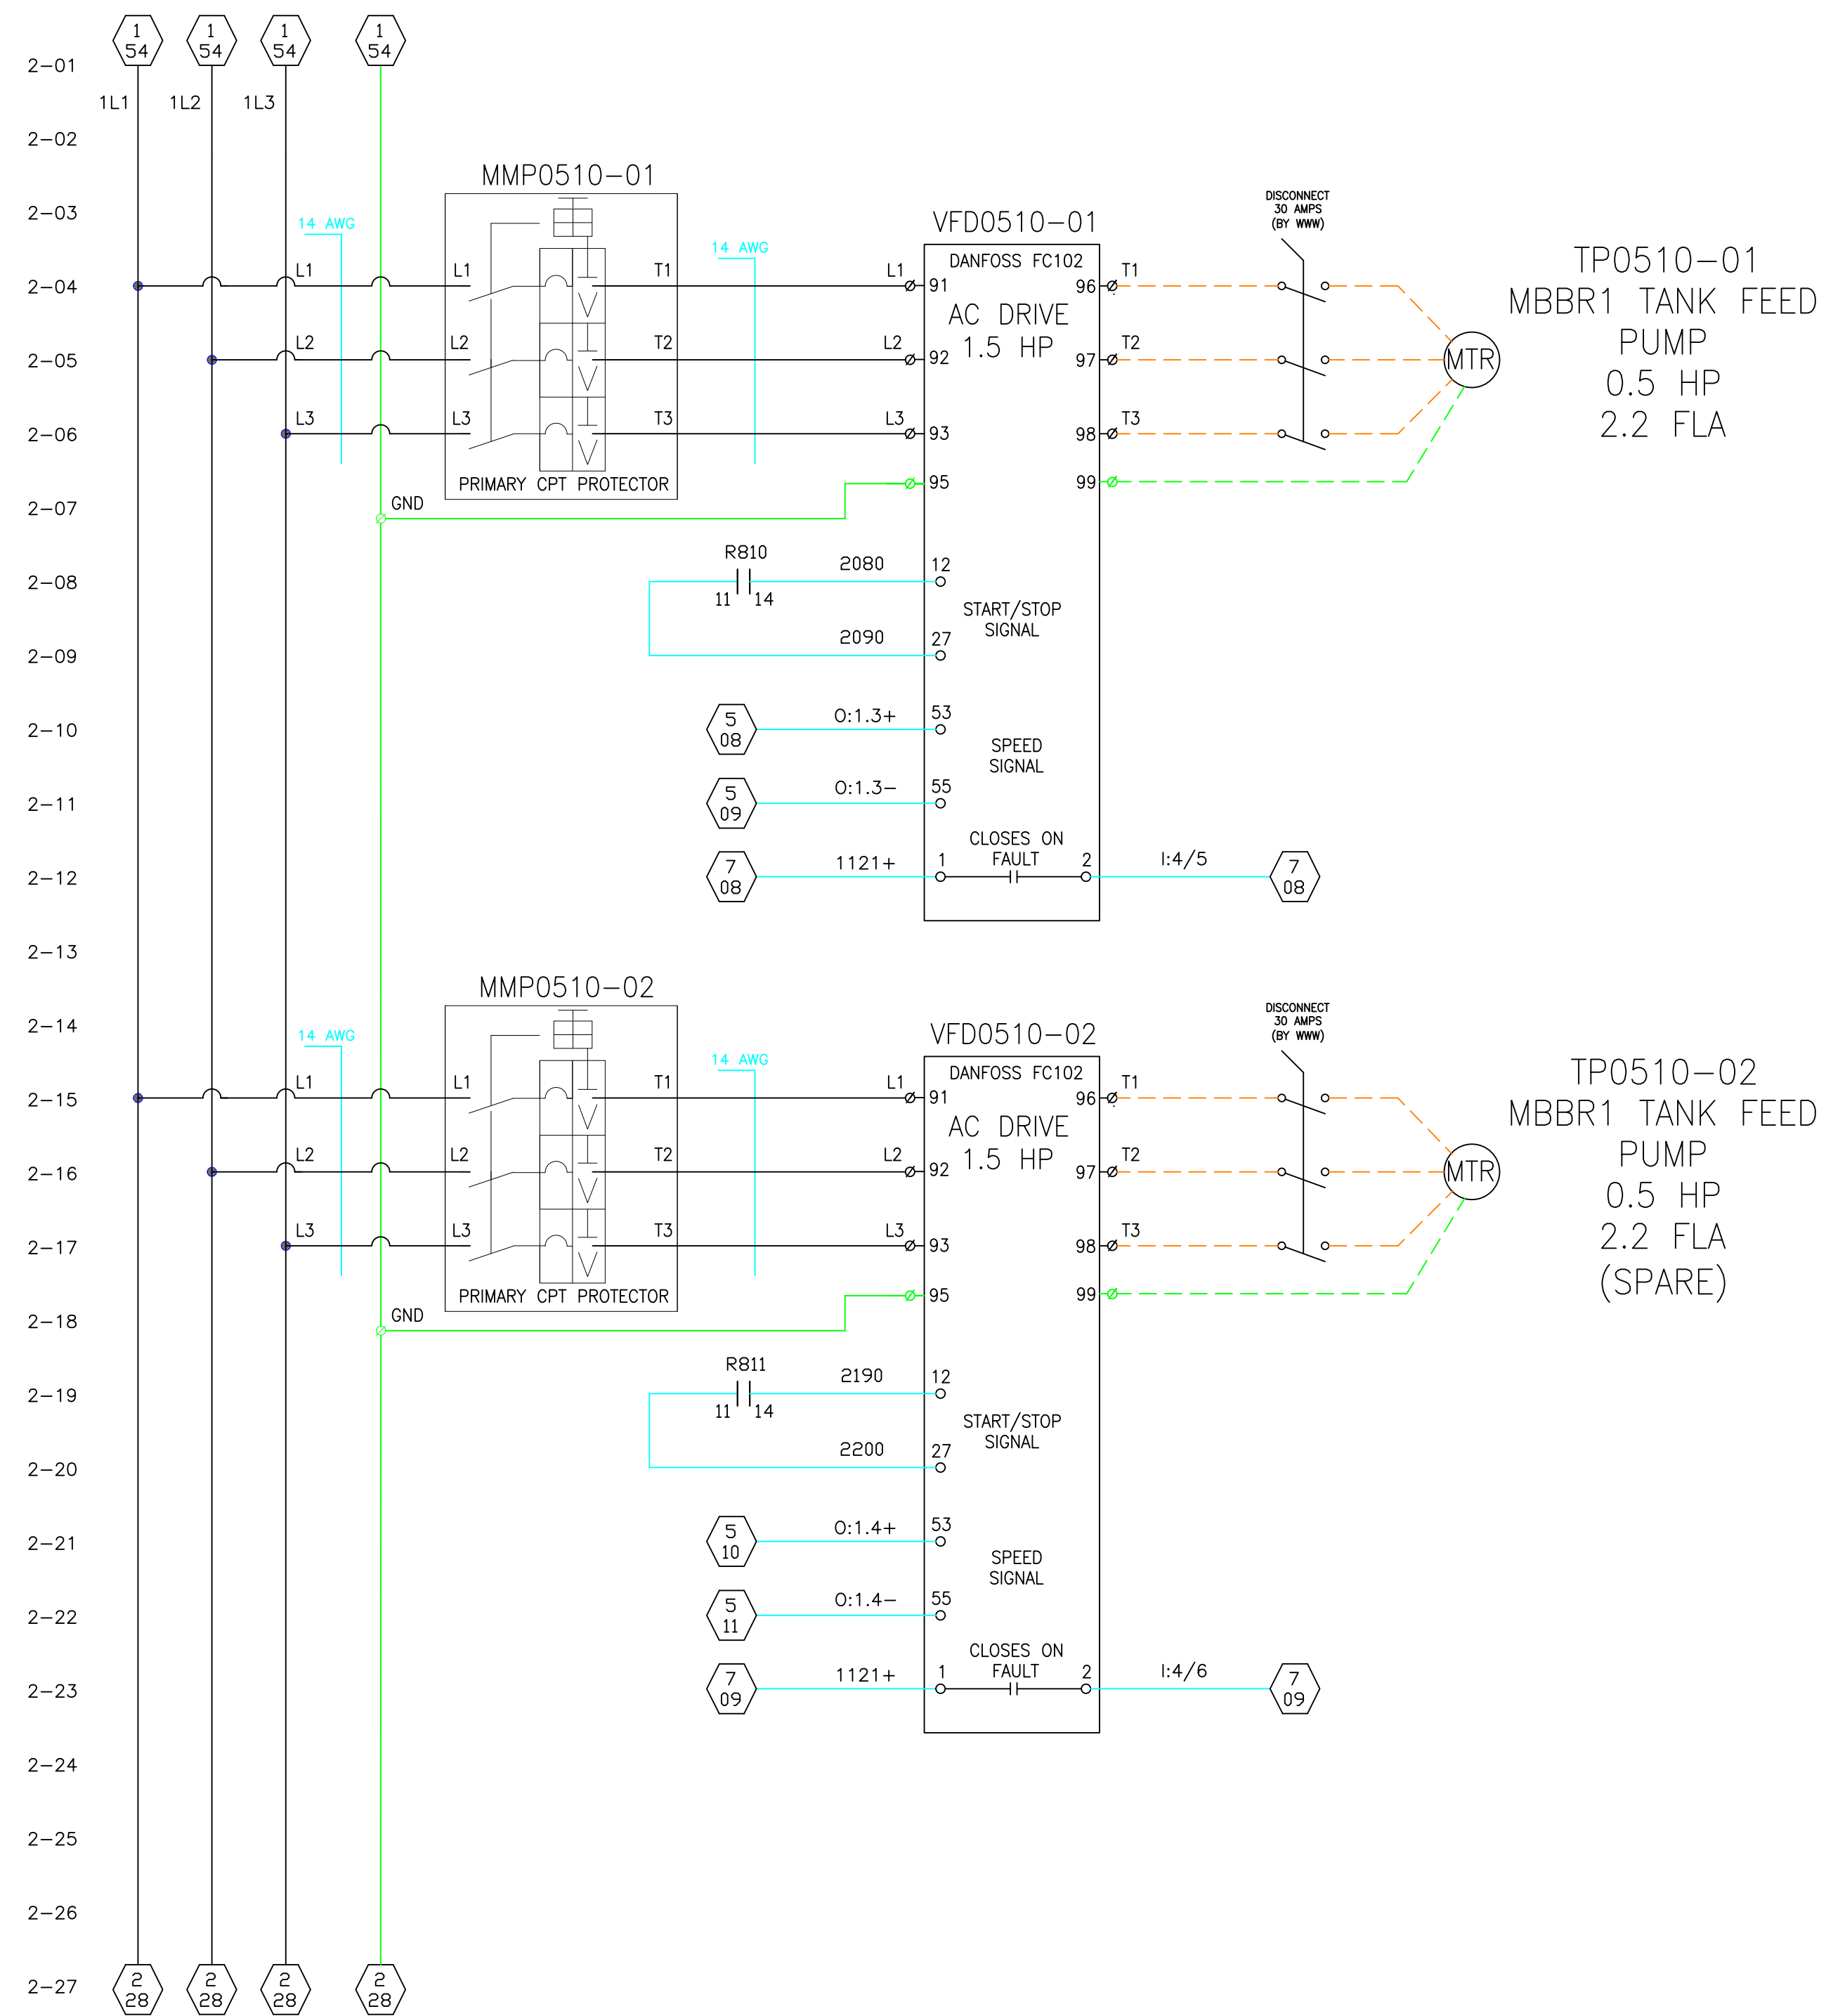 1
54
1
54
1
54
1
54
2-01
1L1
1L2
1L3
2-02
MMP0510-01
2-03
14 AWG
14 AWG
VFD0510-01
DISCONNECT
30 AMPS
(BY WWW)
TP0510-01
MBBR1 TANK FEED
PUMP
0.5 HP
2.2 FLA
DANFOSS FC102
AC DRIVE
1.5 HP
2-04
L1
L1
T1
L1
91
96
T1
2-05
L2
L2
T2
L2
92
97
T2
MTR
2-06
L3
L3
T3
L3
93
98
T3
PRIMARY CPT PROTECTOR
95
99
2-07
GND
R810
2-08
11
14
2080
12
START/STOP
SIGNAL
2-09
2090
27
2-10
5
08
O:1.3+
53
SPEED
SIGNAL
2-11
5
09
O:1.3-
55
CLOSES ON
FAULT
2-12
7
08
1121+
1
2
I:4/5
7
08
2-13
MMP0510-02
2-14
14 AWG
14 AWG
VFD0510-02
DISCONNECT
30 AMPS
(BY WWW)
TP0510-02
MBBR1 TANK FEED
PUMP
0.5 HP
2.2 FLA
(SPARE)
DANFOSS FC102
AC DRIVE
1.5 HP
2-15
L1
L1
T1
L1
91
96
T1
2-16
L2
L2
T2
L2
92
97
T2
MTR
2-17
L3
L3
T3
L3
93
98
T3
PRIMARY CPT PROTECTOR
95
99
2-18
GND
R811
2-19
11
14
2190
12
START/STOP
SIGNAL
2-20
2200
27
2-21
5
10
O:1.4+
53
SPEED
SIGNAL
2-22
5
11
O:1.4-
55
CLOSES ON
FAULT
2-23
7
09
1121+
1
2
I:4/6
7
09
2-24
2-25
2-26
2-27
2
28
2
28
2
28
2
28